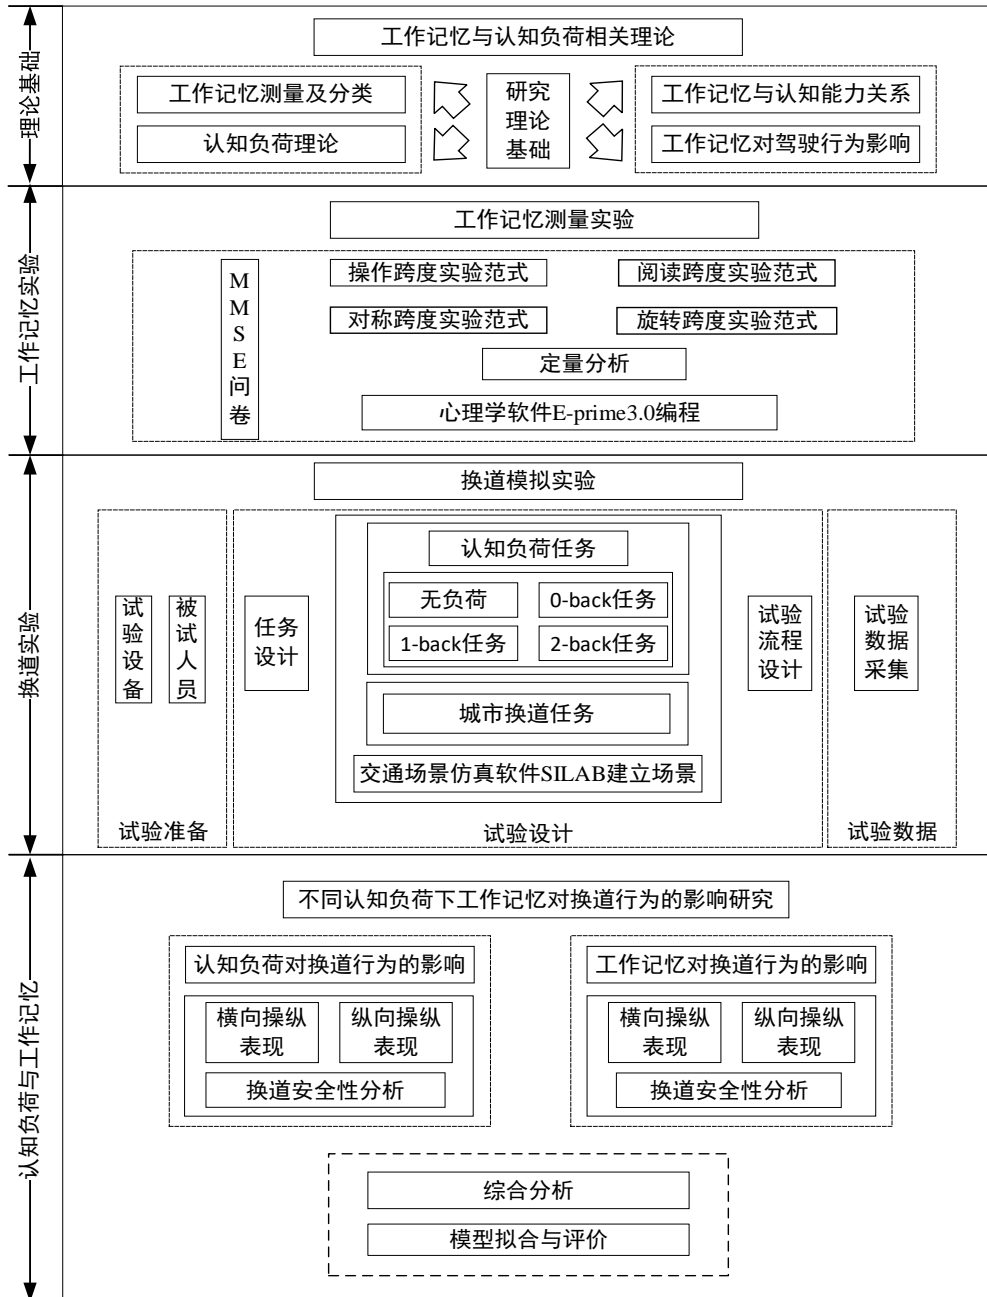 理论基础
工作记忆与认知负荷相关理论
工作记忆测量及分类
认知负荷理论
研究
理论
基础
工作记忆与认知能力关系
工作记忆对驾驶行为影响
工作记忆实验
工作记忆测量实验
M
M
S
E
问
卷
操作跨度实验范式
阅读跨度实验范式
对称跨度实验范式
旋转跨度实验范式
定量分析
心理学软件E-prime3.0编程
换道实验
换道模拟实验
试
验
设
备
被
试
人
员
试验准备
任务
设计
认知负荷任务
无负荷
0-back任务
1-back任务
2-back任务
城市换道任务
交通场景仿真软件SILAB建立场景
试验
流程
设计
试验设计
试验
数据
采集
试验数据
认知负荷与工作记忆
不同认知负荷下工作记忆对换道行为的影响研究
认知负荷对换道行为的影响
横向操纵
表现
纵向操纵
表现
换道安全性分析
工作记忆对换道行为的影响
横向操纵
表现
纵向操纵
表现
换道安全性分析
综合分析
模型拟合与评价